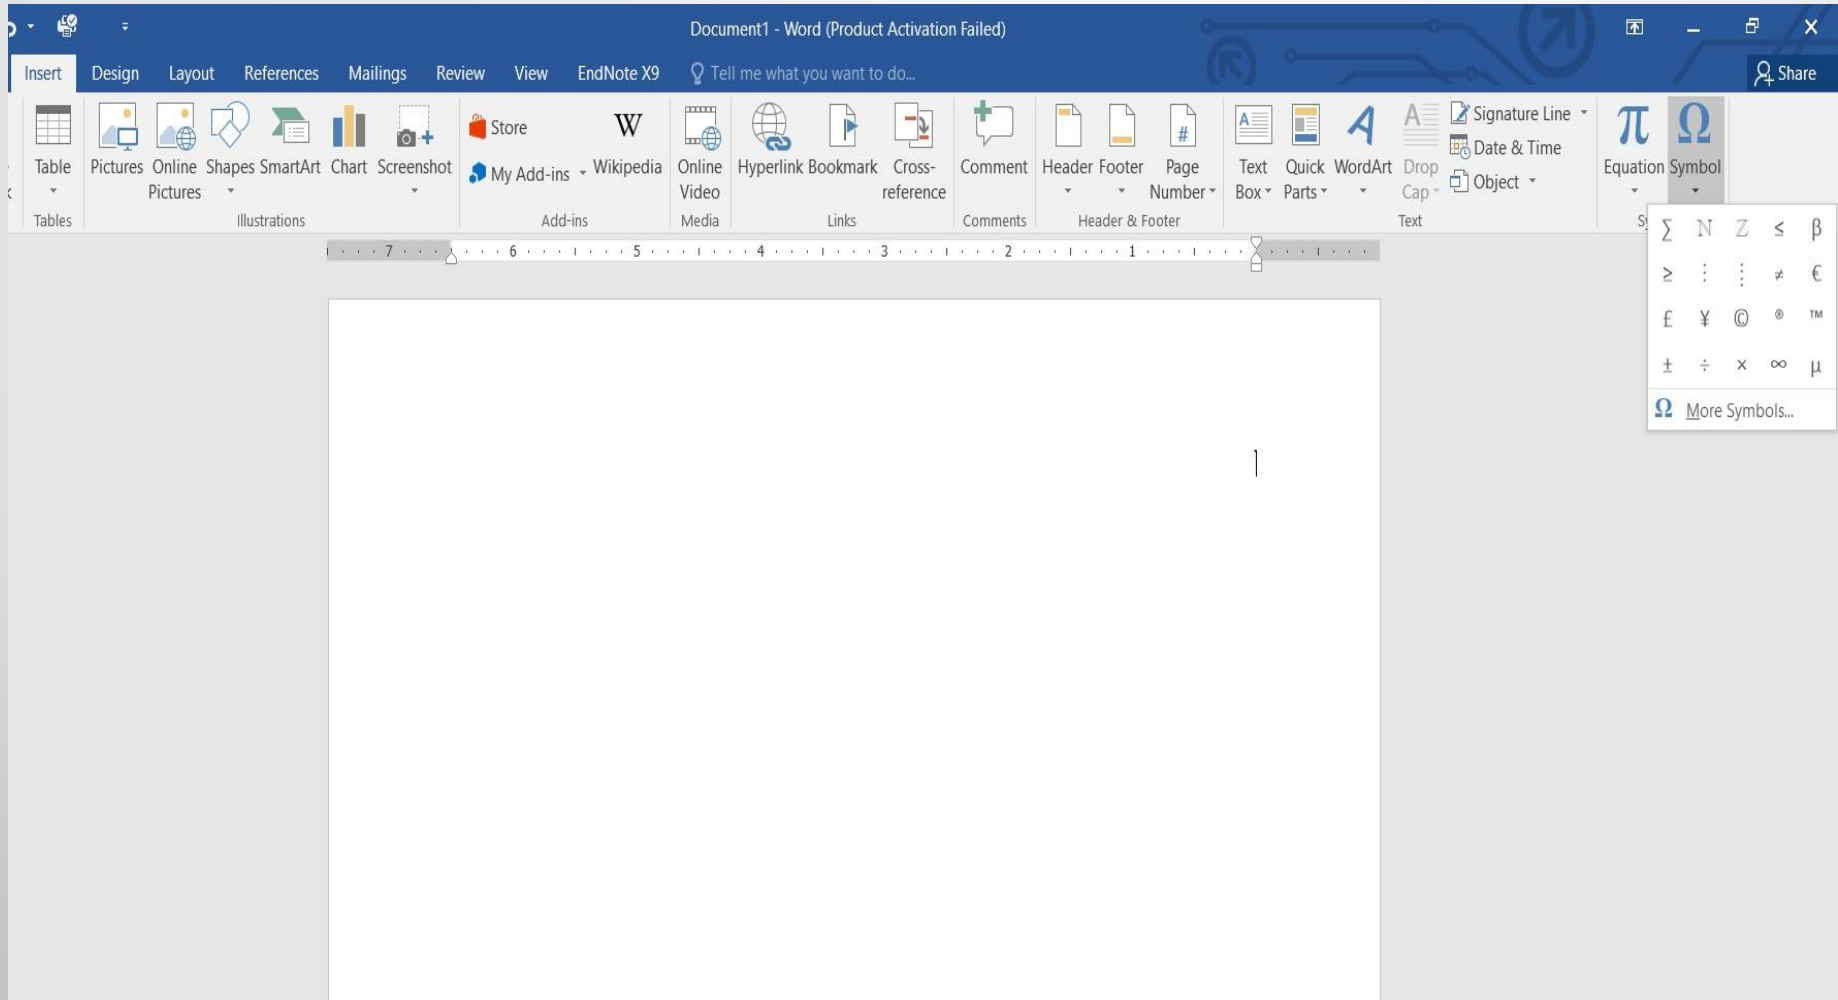 Document1 - Word (Product Activation Failed)
Insert Design Layout References Mailings Review View EndNote X9 Tell me what you want to do... Share
Table
Pictures
Online Pictures
Shapes
SmartArt
Chart
Screenshot
Store
My Add-ins
W
Wikipedia
Online Video
Hyperlink
Bookmark
Cross-reference
Comment
Header
Footer
# Page Number
A Text Box
Quick Parts
A WordArt
A Drop Cap
Signature Line
Date & Time
Object
π Equation
Ω Symbol
Tables Illustrations Add-ins Media Links Comments Header & Footer Text
7 6 5 4 3 2 1
∑ ℕ ℤ ≤ β
≥ ⋮ ⋮ ≠ €
£ ¥ © ® ™
± ÷ × ∞ µ
Ω More Symbols...